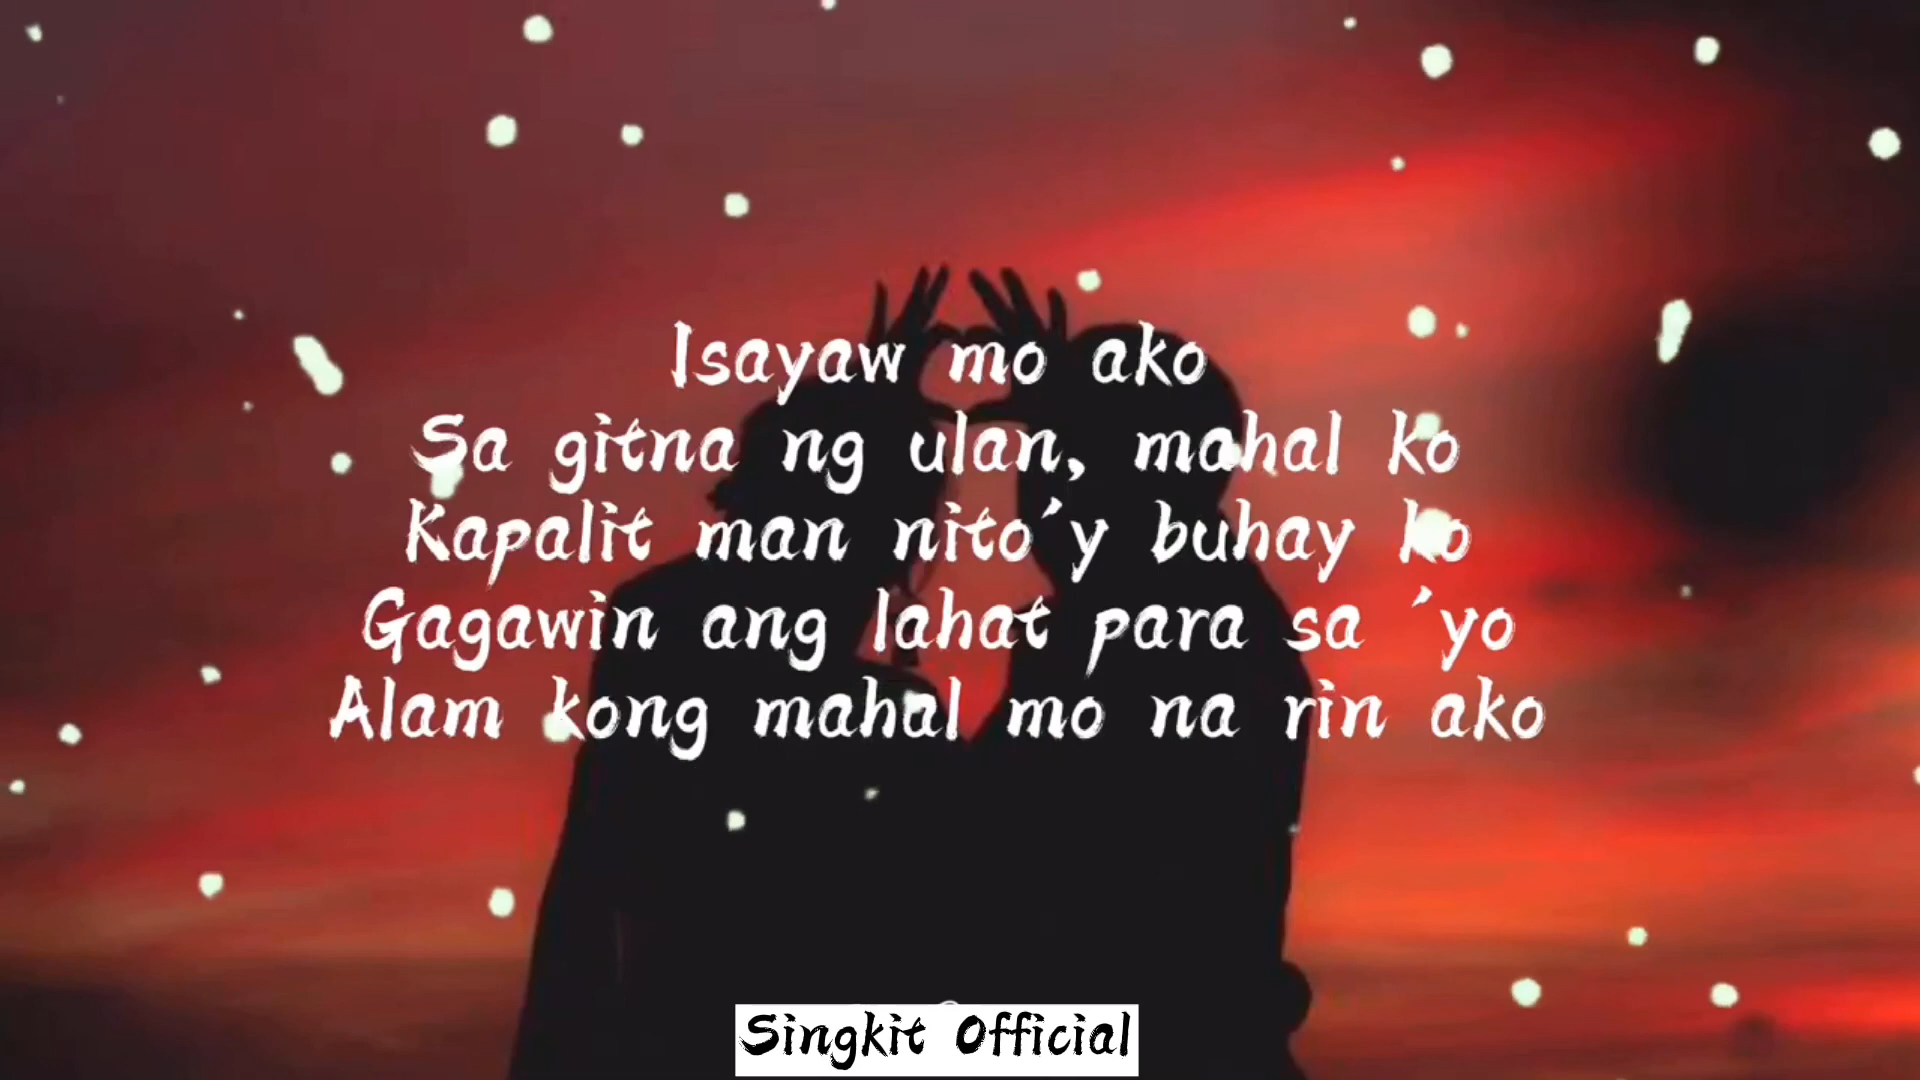 Isayaw mo ako
Sa gitna ng ulan, mahal ko
Kapalit man nito'y buhay ko
Gagawin ang lahat para sa 'yo
Alam kong mahal mo na rin ako
Singkit Official